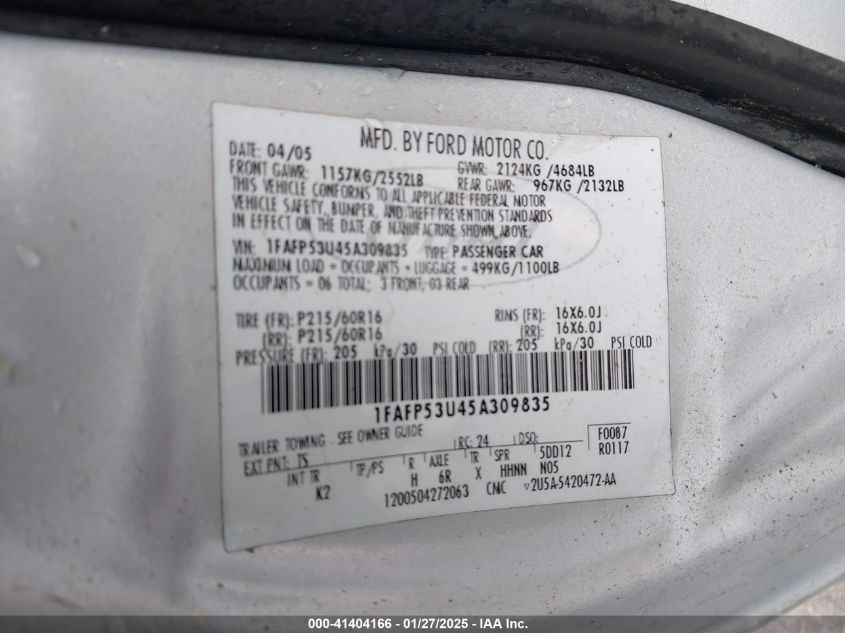 MFD. BY FORD MOTOR CO.
DATE: 04/05 GVWR: 2124KG /4684LB
FRONT GAWR: 1157KG/2552LB REAR GAWR: 967KG /2132LB
THIS VEHICLE CONFORMS TO ALL APPLICABLE FEDERAL MOTOR
VEHICLE SAFETY, BUMPER, AND THEFT PREVENTION STANDARDS
IN EFFECT ON THE DATE OF MANUFACTURE SHOWN ABOVE.
VIN: 1FAFP53U45A309835 TYPE: PASSENGER CAR
MAXIMUM LOAD = OCCUPANTS + LUGGAGE = 499KG/1100LB
OCCUPANTS = 06 TOTAL: 3 FRONT, 03 REAR
TIRE (FR): P215/60R16 RIMS (FR): 16X6.0J
(RR): P215/60R16 (RR): 16X6.0J
PRESSURE (FR): 205 kPa/30 PSI COLD (RR): 205 kPa/30 PSI COLD
1FAFP53U45A309835
TRAILER TOWING - SEE OWNER GUIDE F0087
EXT PNT: TS RC: 24 DSO: R0117
INT TR TP/PS R AXLE TR SPR 5DD12
K2 H 6R X HHNN N05
1200504272063 CMC ▽2U5A-5420472-AA
000-41404166 - 01/27/2025 - IAAI Inc.